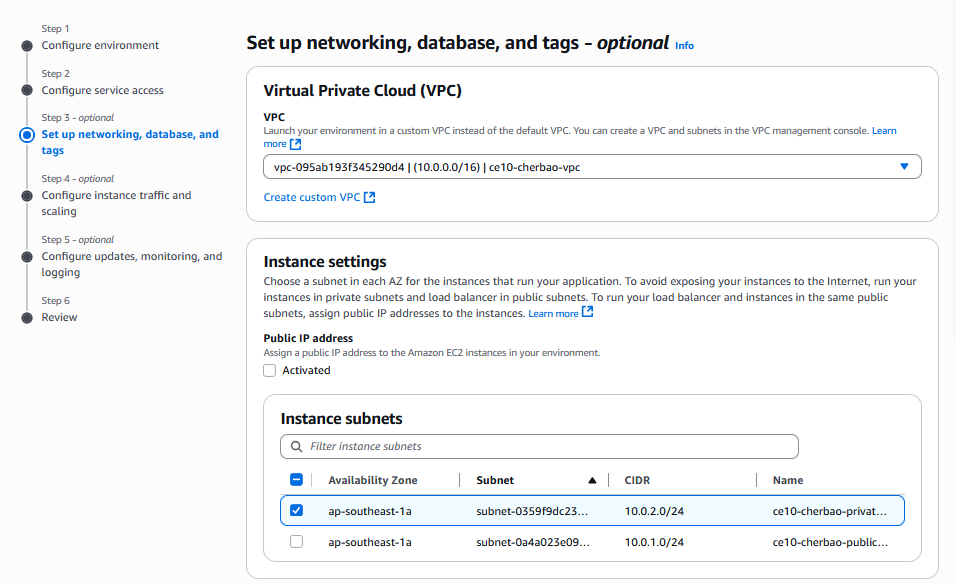 Step 1
Configure environment
Step 2
Configure service access
Step 3 - optional
Set up networking, database, and
tags
Step 4 - optional
Configure instance traffic and
scaling
Step 5 - optional
Configure updates, monitoring, and
logging
Step 6
Review
Set up networking, database, and tags - optional Info
Virtual Private Cloud (VPC)
VPC
Launch your environment in a custom VPC instead of the default VPC. You can create a VPC and subnets in the VPC management console. Learn
more
vpc-095ab193f345290d4 | (10.0.0.0/16) | ce10-cherbao-vpc
Create custom VPC
Instance settings
Choose a subnet in each AZ for the instances that run your application. To avoid exposing your instances to the Internet, run your
instances in private subnets and load balancer in public subnets. To run your load balancer and instances in the same public
subnets, assign public IP addresses to the instances. Learn more
Public IP address
Assign a public IP address to the Amazon EC2 instances in your environment.
Activated
Instance subnets
Filter instance subnets
Availability Zone Subnet CIDR Name
ap-southeast-1a subnet-0359f9dc23... 10.0.2.0/24 ce10-cherbao-privat...
ap-southeast-1a subnet-0a4a023e09... 10.0.1.0/24 ce10-cherbao-public...